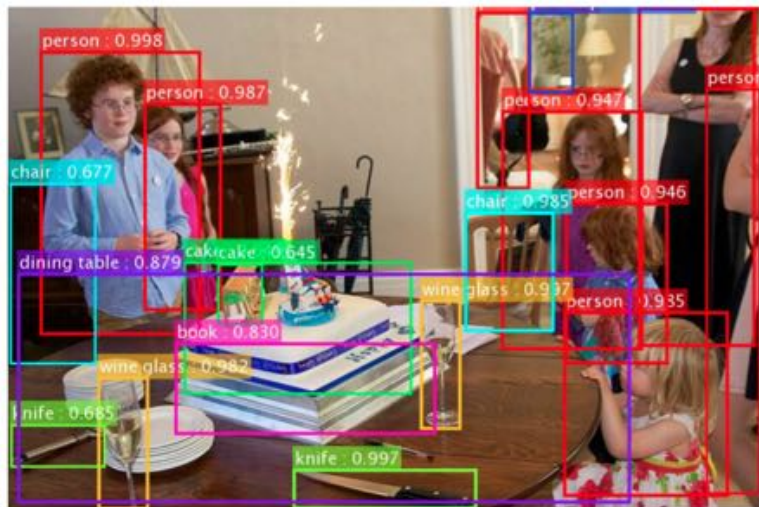 person : 0.998
person : 0.987
person : 0.947
person
chair : 0.677
chair : 0.985
person : 0.946
cake
cake : 0.645
dining table : 0.879
wine glass : 0.997
person : 0.985
book : 0.830
wine glass : 0.982
knife : 0.685
knife : 0.997